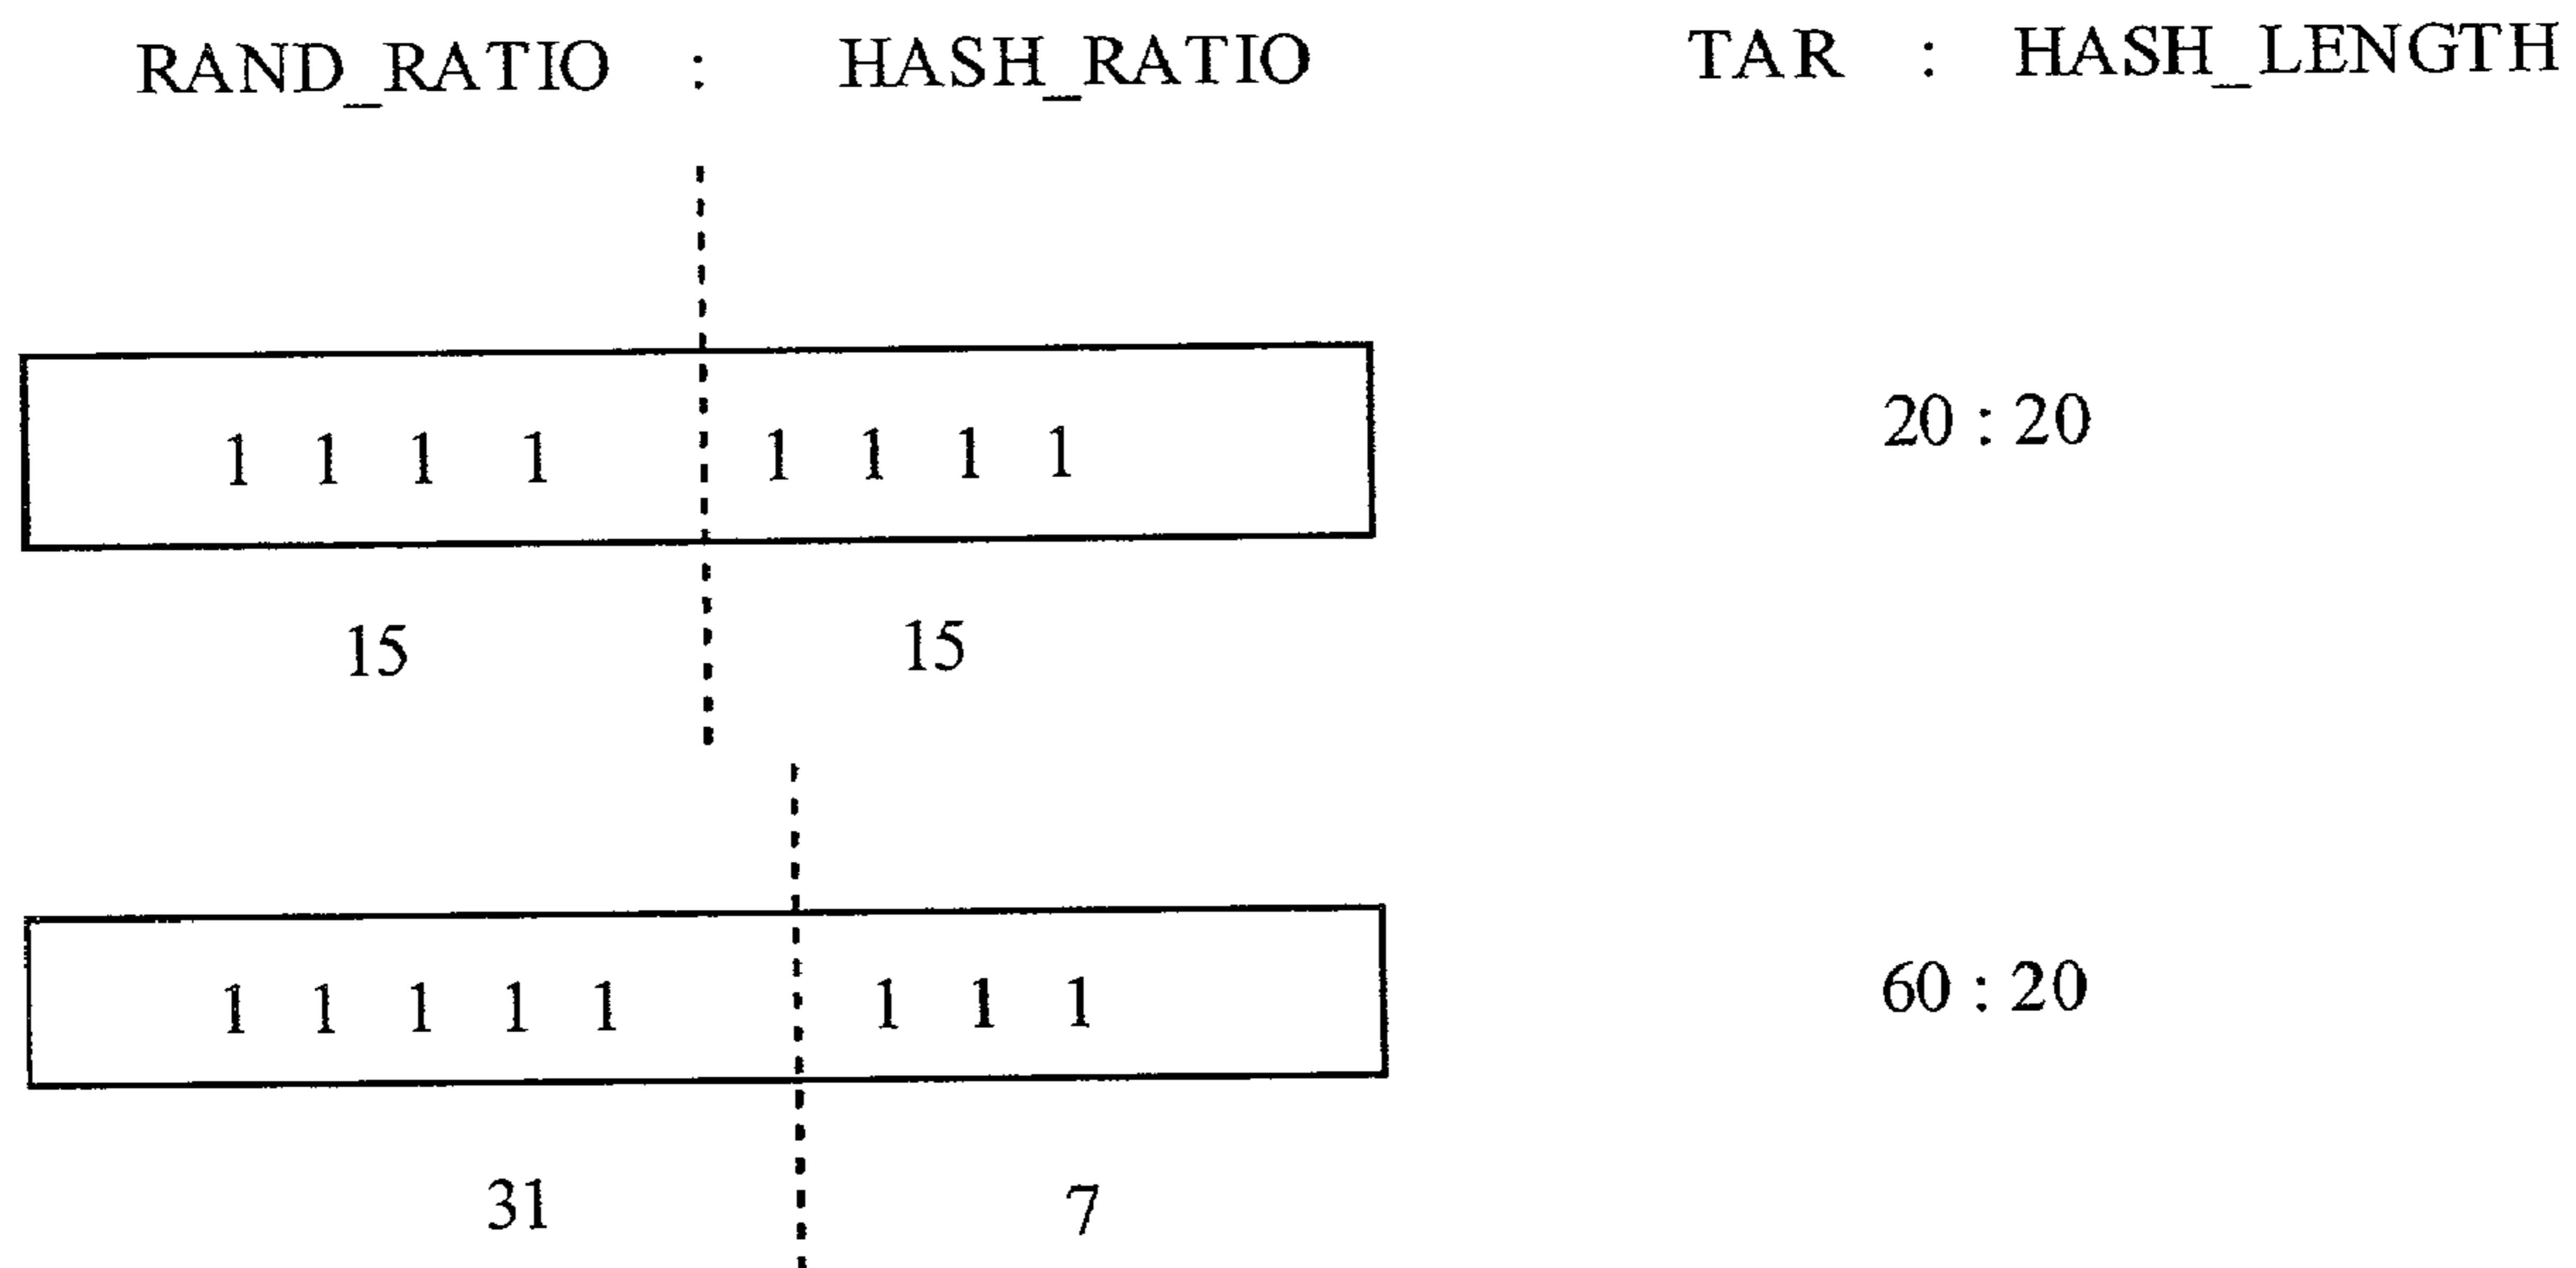 RAND_RATIO : HASH_RATIO TAR : HASH_LENGTH
1 1 1 1 1 1 1 1 20 : 20
15 15
1 1 1 1 1 1 1 1 60 : 20
31 7